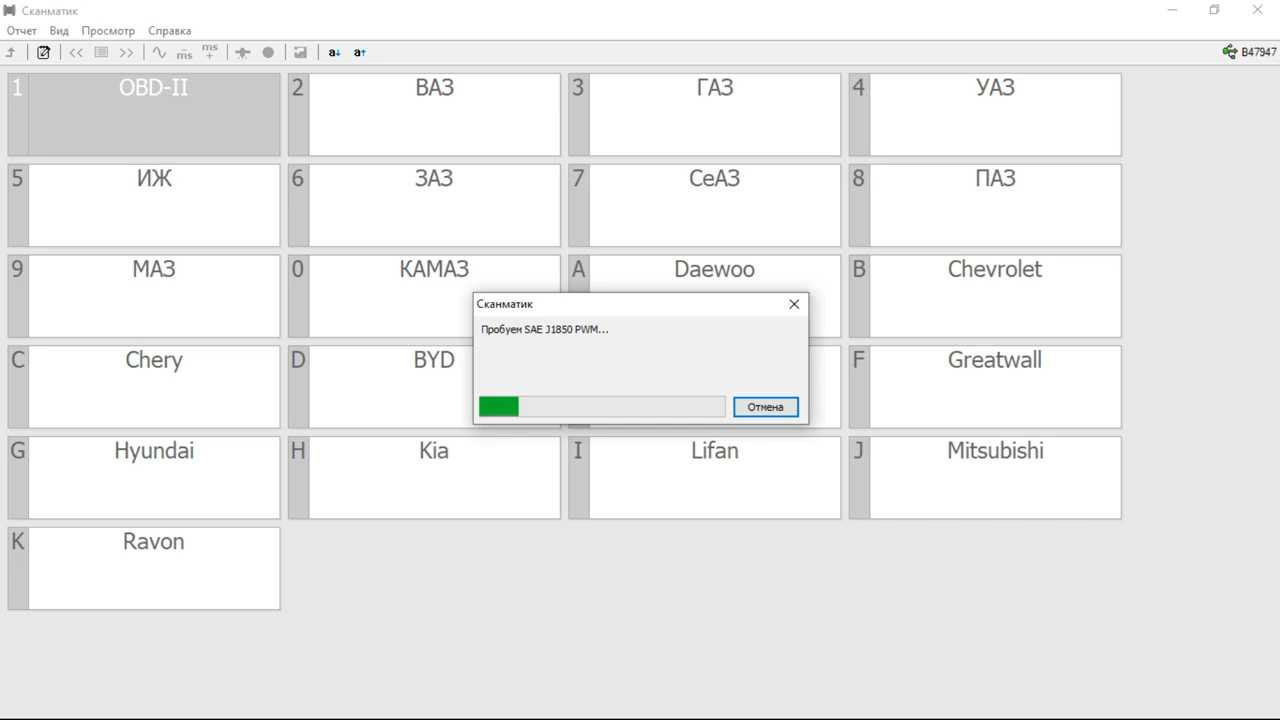 Сканматик
Отчет Вид Просмотр Справка
<< >> ms ms a a B47947
1 OBD-II 2 ВАЗ 3 ГАЗ 4 УАЗ
5 ИЖ 6 ЗАЗ 7 СеАЗ 8 ПАЗ
9 МАЗ 0 КАМАЗ A Daewoo B Chevrolet
Сканматик
Пробуем SAE J1850 PWM...
Отмена
C Chery D BYD F Greatwall
G Hyundai H Kia I Lifan J Mitsubishi
K Ravon